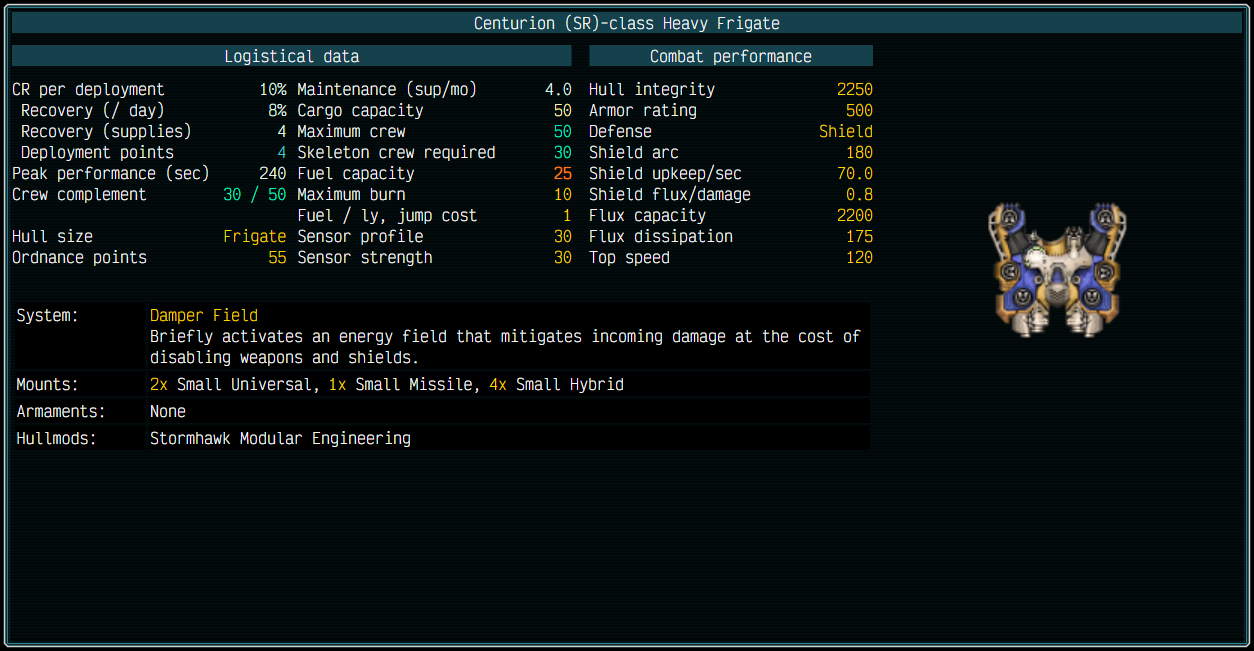 Centurion (SR)-class Heavy Frigate
Logistical data Combat performance
CR per deployment 10% Maintenance (sup/mo) 4.0 Hull integrity 2250
Recovery (/ day) 8% Cargo capacity 50 Armor rating 500
Recovery (supplies) 4 Maximum crew 50 Defense Shield
Deployment points 4 Skeleton crew required 30 Shield arc 180
Peak performance (sec) 240 Fuel capacity 25 Shield upkeep/sec 70.0
Crew complement 30 / 50 Maximum burn 10 Shield flux/damage 0.8
Fuel / ly, jump cost 1 Flux capacity 2200
Hull size Frigate Sensor profile 30 Flux dissipation 175
Ordnance points 55 Sensor strength 30 Top speed 120
System: Damper Field
Briefly activates an energy field that mitigates incoming damage at the cost of
disabling weapons and shields.
Mounts: 2x Small Universal, 1x Small Missile, 4x Small Hybrid
Armaments: None
Hullmods: Stormhawk Modular Engineering